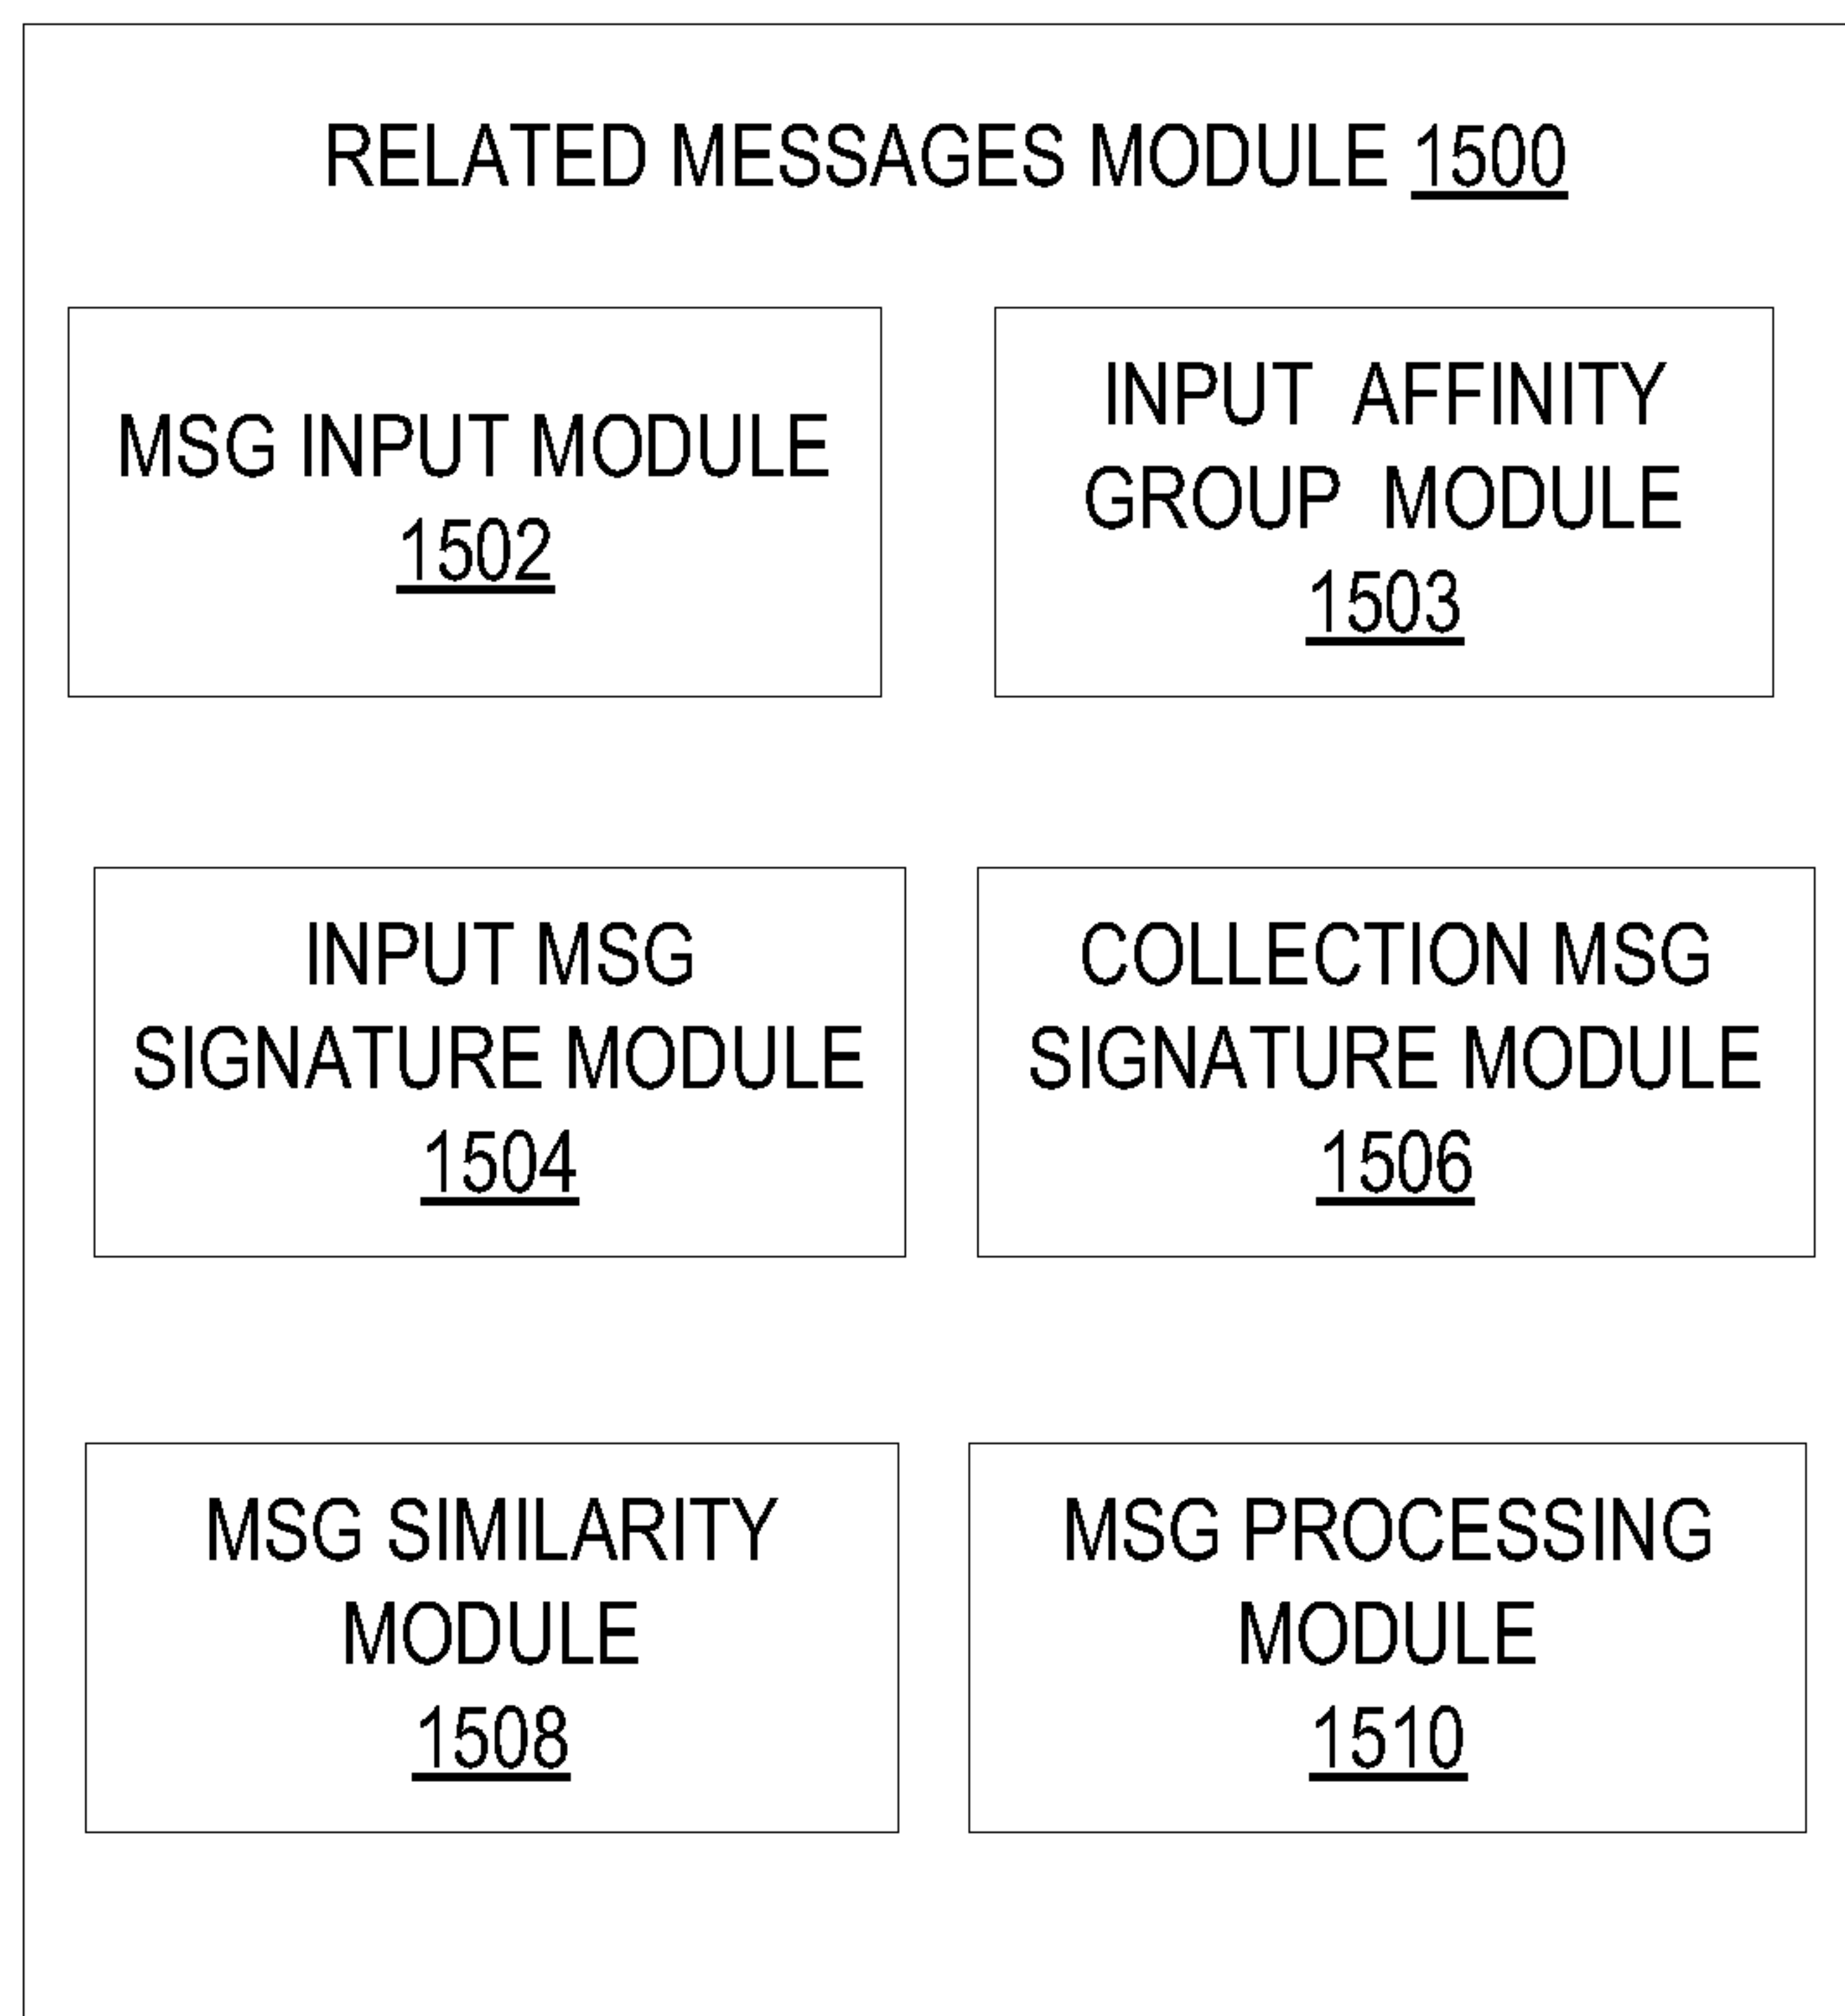 RELATED MESSAGES MODULE 1500
MSG INPUT MODULE
1502
INPUT AFFINITY
GROUP MODULE
1503
INPUT MSG
SIGNATURE MODULE
1504
COLLECTION MSG
SIGNATURE MODULE
1506
MSG SIMILARITY
MODULE
1508
MSG PROCESSING
MODULE
1510